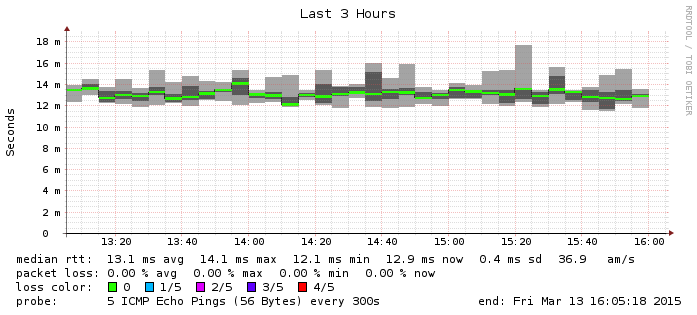 Last 3 Hours
RRDTOOL / TOBI OETIKER
Seconds
18 m
16 m
14 m
12 m
10 m
8 m
6 m
4 m
2 m
0
13:20 13:40 14:00 14:20 14:40 15:00 15:20 15:40 16:00
median rtt: 13.1 ms avg 14.1 ms max 12.1 ms min 12.9 ms now 0.4 ms sd 36.9 am/s
packet loss: 0.00 % avg 0.00 % max 0.00 % min 0.00 % now
loss color: 0 1/5 2/5 3/5 4/5
probe: 5 ICMP Echo Pings (56 Bytes) every 300s end: Fri Mar 13 16:05:18 2015